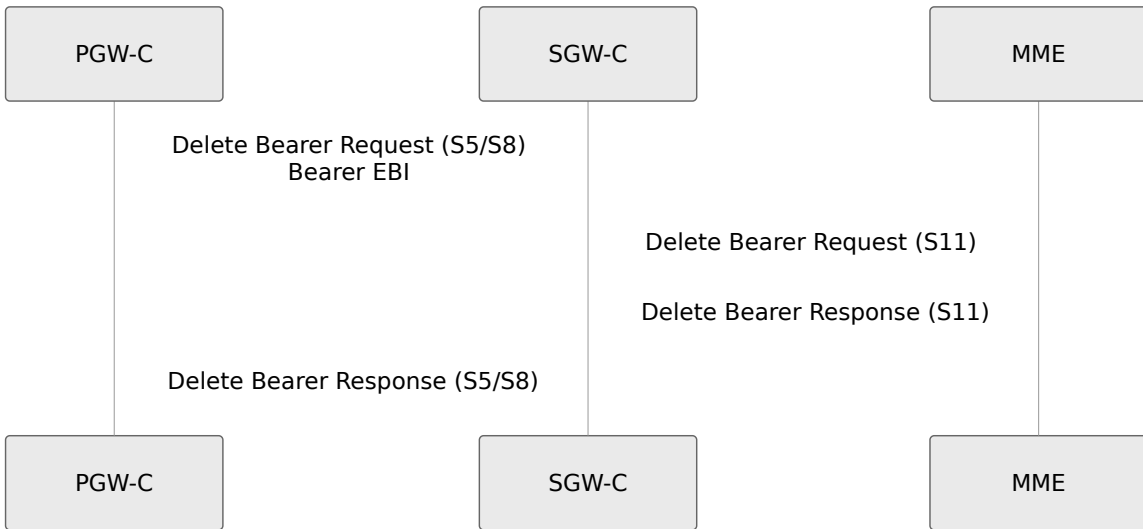 PGW-C
SGW-C
MME
Delete Bearer Request (S5/S8)
Bearer EBI
Delete Bearer Request (S11)
Delete Bearer Response (S11)
Delete Bearer Response (S5/S8)
PGW-C
SGW-C
MME